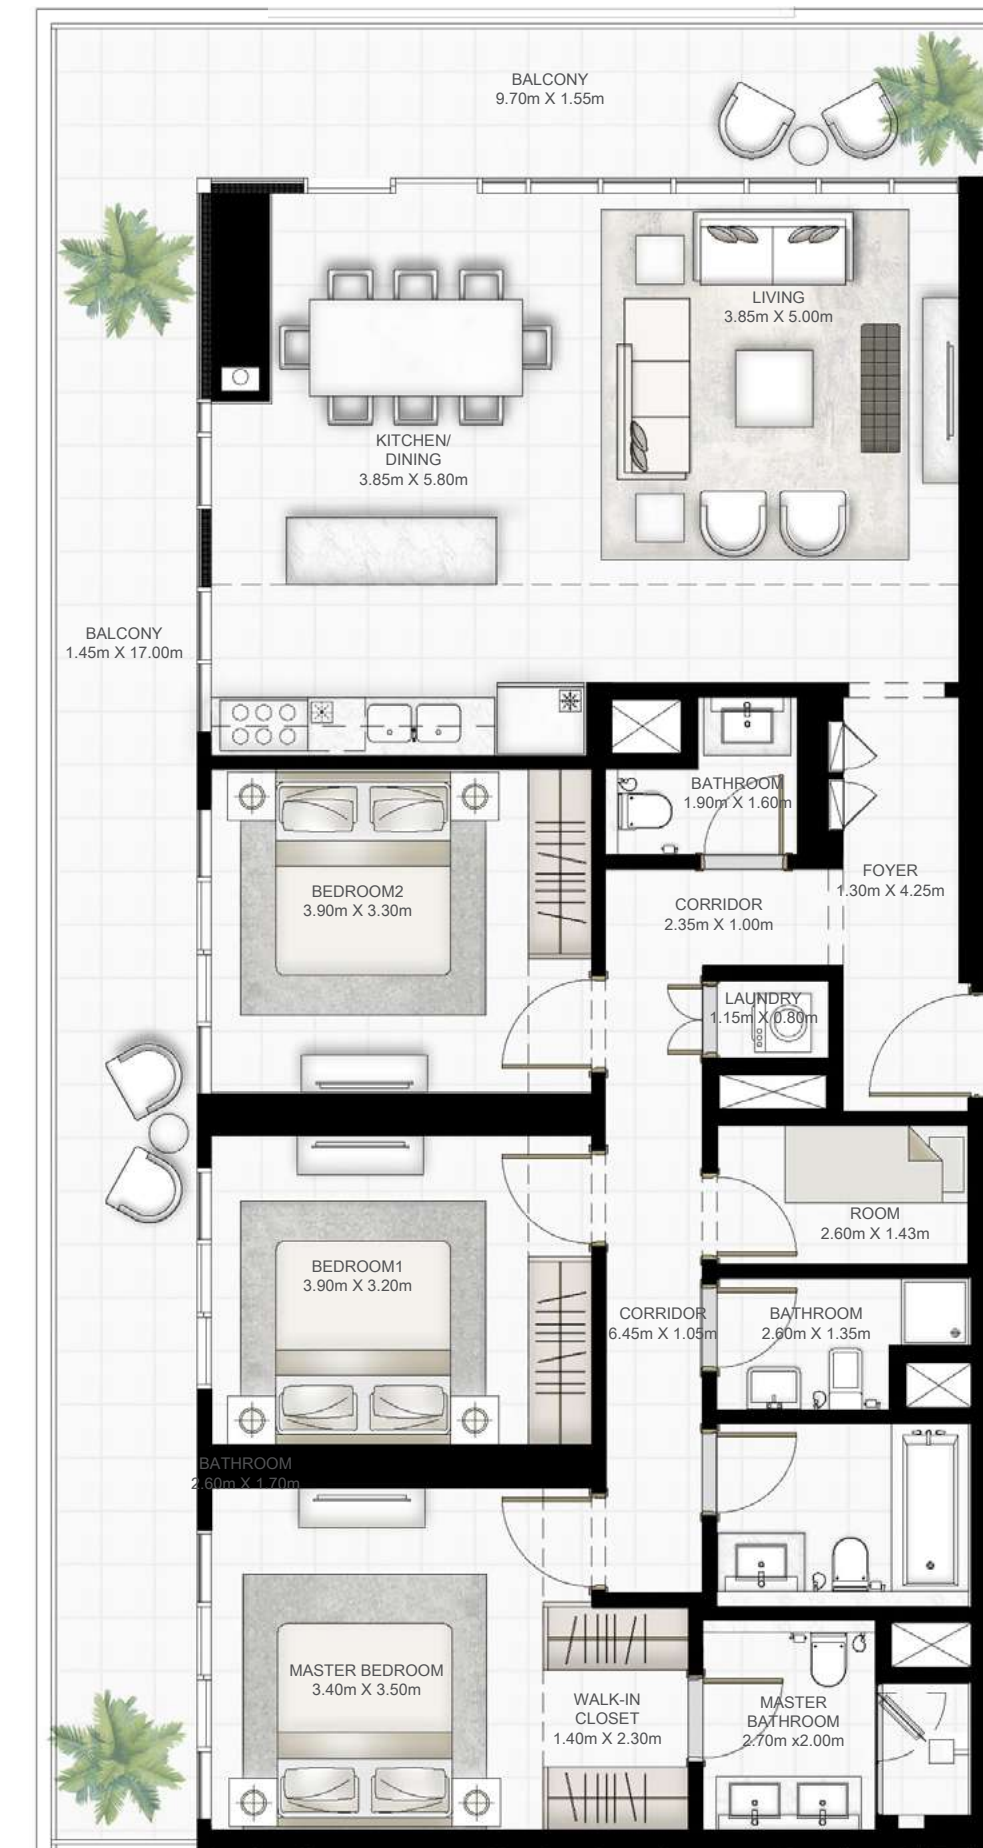 BALCONY
9.70m X 1.55m
LIVING
3.85m X 5.00m
KITCHEN/
DINING
3.85m X 5.80m
BALCONY
1.45m X 17.00m
BATHROOM
1.90m X 1.60m
FOYER
1.30m X 4.25m
BEDROOM2
3.90m X 3.30m
CORRIDOR
2.35m X 1.00m
LAUNDRY
1.15m X 0.80m
ROOM
2.60m X 1.43m
BEDROOM1
3.90m X 3.20m
CORRIDOR
6.45m X 1.05m
BATHROOM
2.60m X 1.35m
BATHROOM
2.60m X 1.70m
MASTER BEDROOM
3.40m X 3.50m
WALK-IN
CLOSET
1.40m X 2.30m
MASTER
BATHROOM
2.70m x2.00m